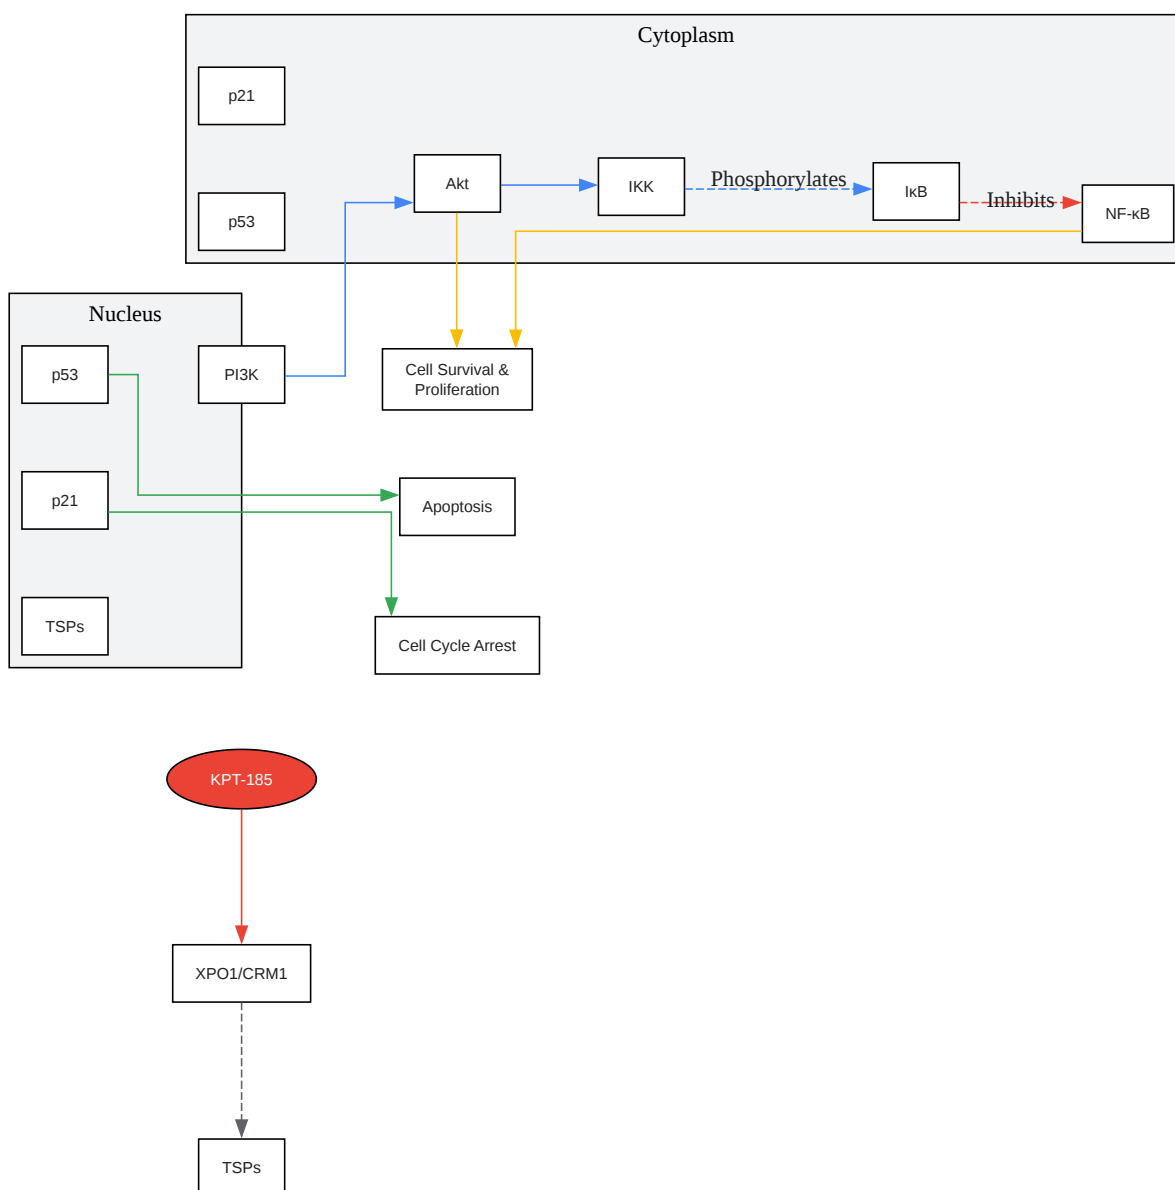 Cytoplasm
p21
Akt
IKK
Phosphorylates
IκB
Inhibits
NF-κB
p53
Nucleus
p53
PI3K
Cell Survival &
Proliferation
p21
Apoptosis
TSPs
Cell Cycle Arrest
KPT-185
XPO1/CRM1
TSPs